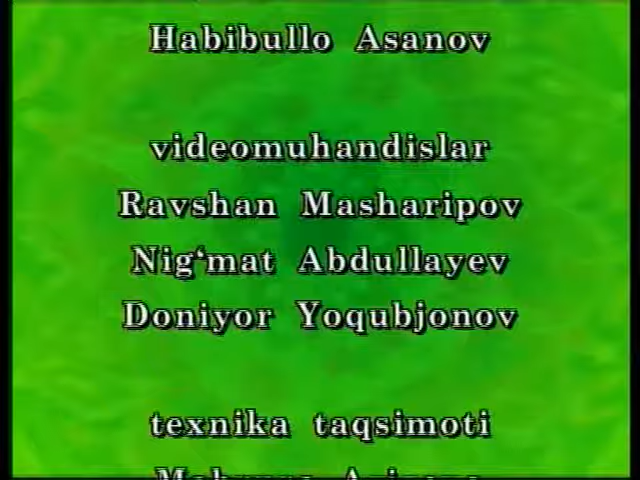 Habibullo Asanov
videomuhandislar
Ravshan Masharipov
Nig‘mat Abdullayev
Doniyor Yoqubjonov
texnika taqsimoti